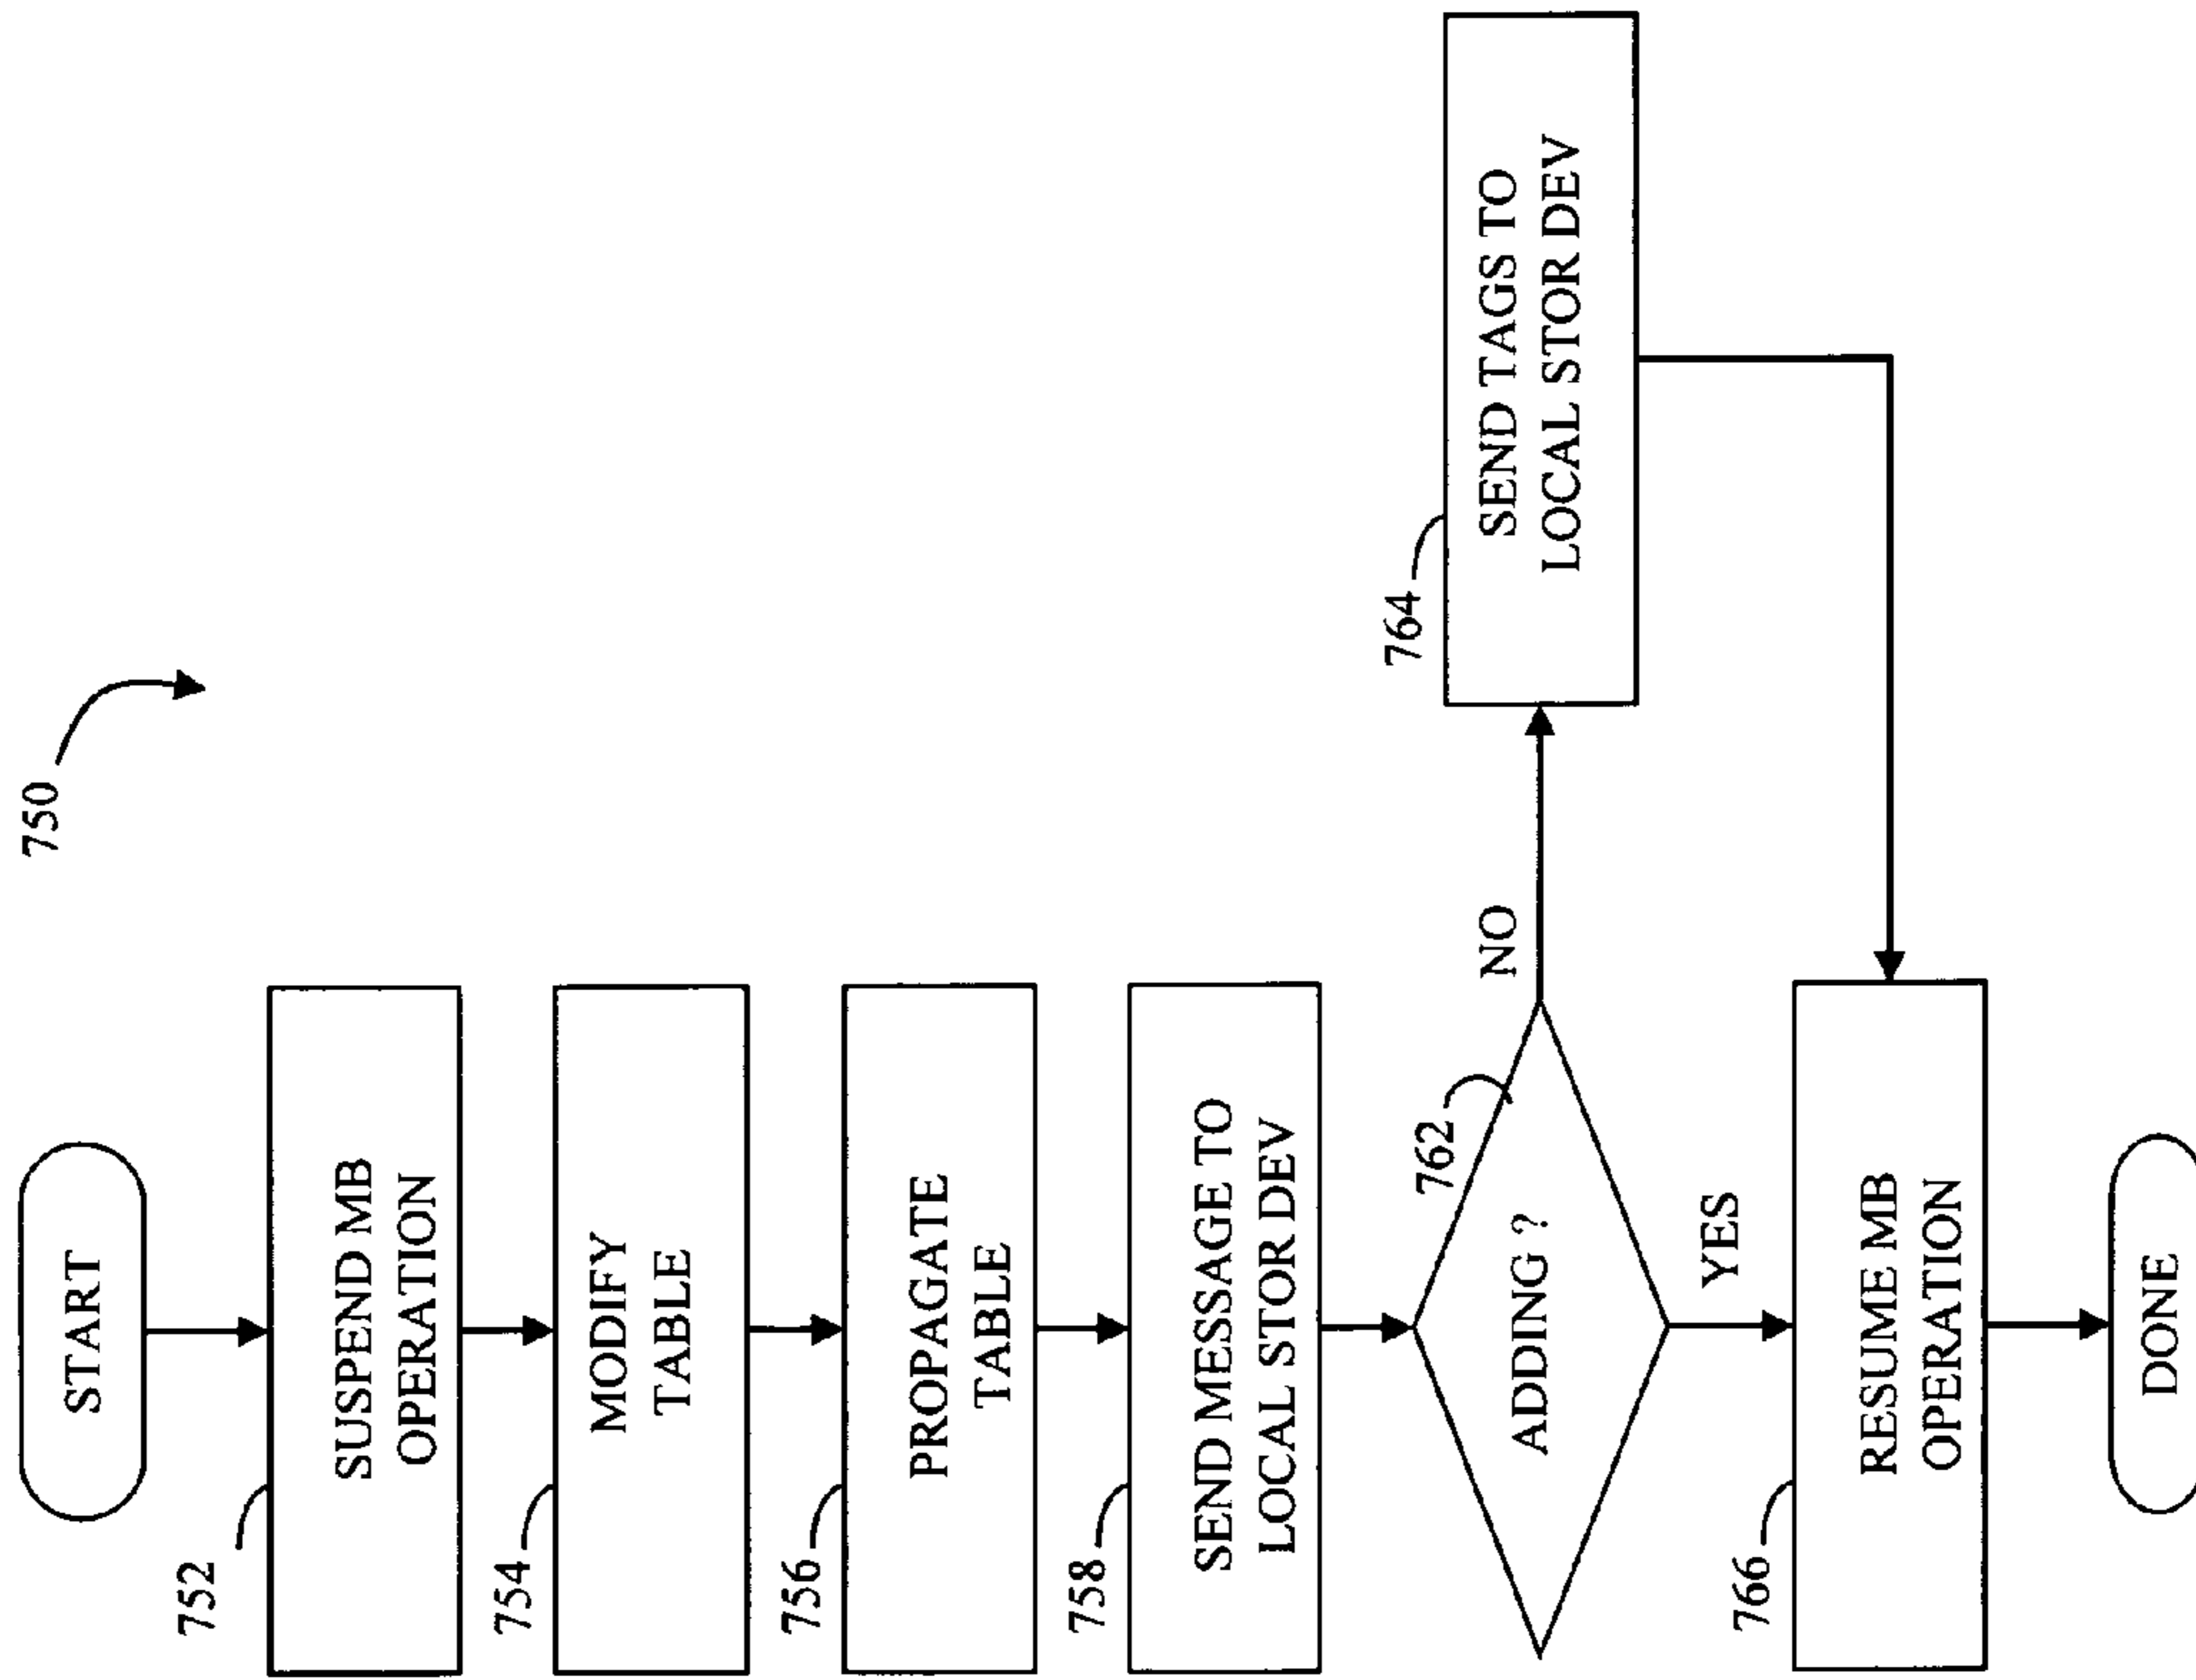 750
START
752
SUSPEND MB
OPERATION
754
MODIFY
TABLE
756
PROPAGATE
TABLE
758
SEND MESSAGE TO
LOCAL STOR DEV
762
ADDING ?
NO
764
SEND TAGS TO
LOCAL STOR DEV
YES
766
RESUME MB
OPERATION
DONE